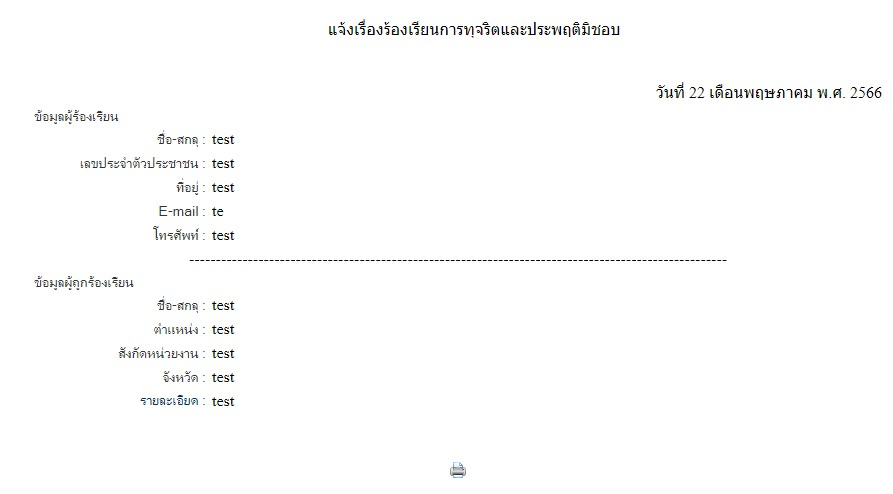 แจ้งเรื่องร้องเรียนการทุจริตและประพฤติมิชอบ
วันที่ 22 เดือนพฤษภาคม พ.ศ. 2566
ข้อมูลผู้ร้องเรียน
ชื่อ-สกลุ : test
เลขประจำตัวประชาชน : test
ที่อยู่ : test
E-mail : te
โทรศัพท์ : test
---------------------------------------------------------------------------------------------------------
ข้อมูลผู้ถูกร้องเรียน
ชื่อ-สกลุ : test
ตำแหน่ง : test
สังกัดหน่วยงาน : test
จังหวัด : test
รายละเอียด : test